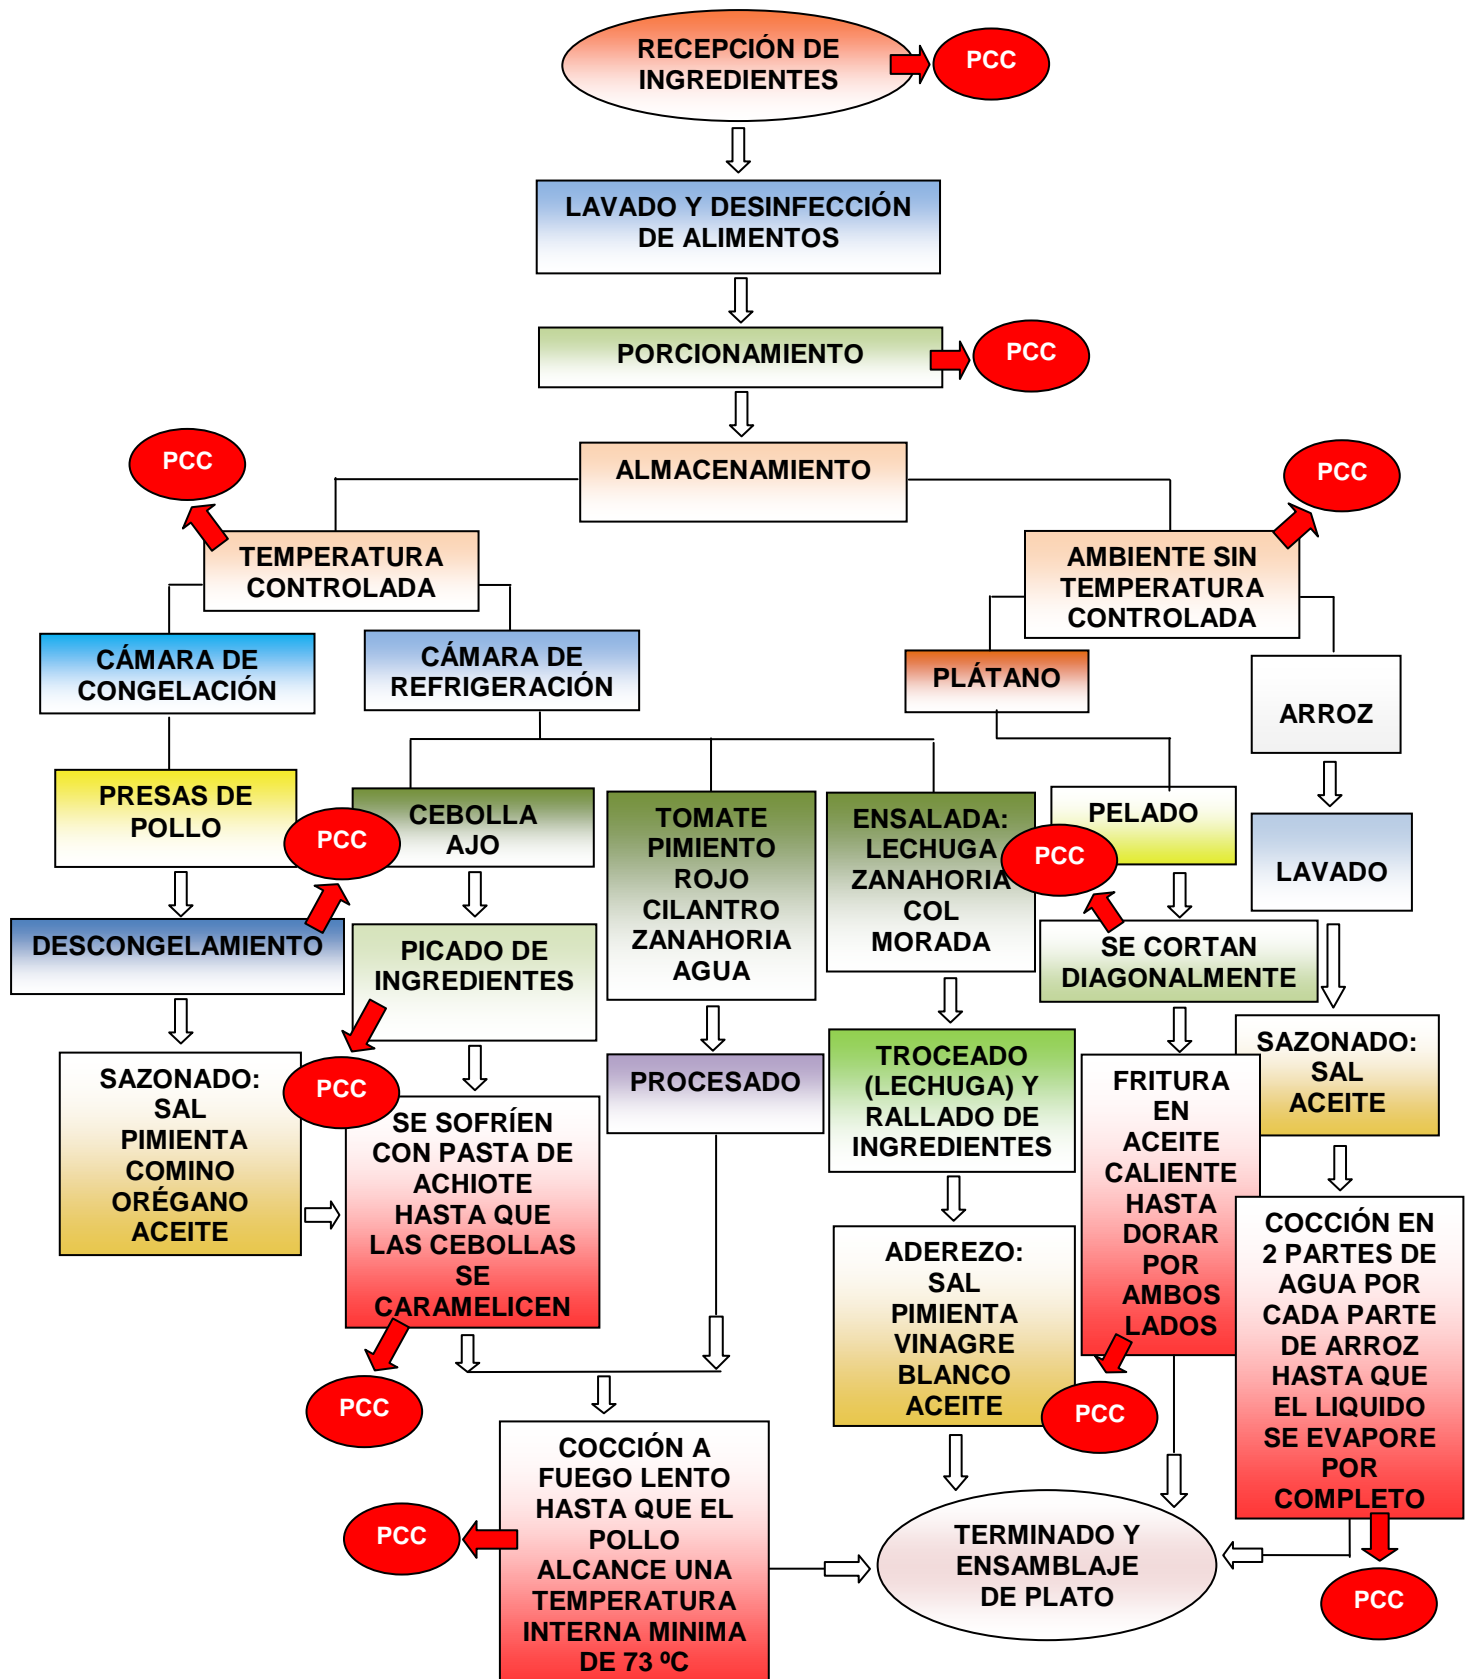 RECEPCIÓN DE
INGREDIENTES
PCC
LAVADO Y DESINFECCIÓN
DE ALIMENTOS
PORCIONAMIENTO
PCC
ALMACENAMIENTO
PCC
PCC
TEMPERATURA
CONTROLADA
AMBIENTE SIN
TEMPERATURA
CONTROLADA
CÁMARA DE
CONGELACIÓN
CÁMARA DE
REFRIGERACIÓN
PLÁTANO
ARROZ
PRESAS DE
POLLO
PCC
CEBOLLA
AJO
TOMATE
PIMIENTO
ROJO
CILANTRO
ZANAHORIA
AGUA
ENSALADA:
LECHUGA
ZANAHORIA
COL
MORADA
PCC
PELADO
LAVADO
DESCONGELAMIENTO
PICADO DE
INGREDIENTES
SE CORTAN
DIAGONALMENTE
SAZONADO:
SAL
PIMIENTA
COMINO
ORÉGANO
ACEITE
PCC
SE SOFRÍEN
CON PASTA DE
ACHIOTE
HASTA QUE
LAS CEBOLLAS
SE
CARAMELICEN
PROCESADO
TROCEADO
(LECHUGA) Y
RALLADO DE
INGREDIENTES
FRITURA
EN
ACEITE
CALIENTE
HASTA
DORAR
POR
AMBOS
LADOS
SAZONADO:
SAL
ACEITE
ADEREZO:
SAL
PIMIENTA
VINAGRE
BLANCO
ACEITE
COCCIÓN EN
2 PARTES DE
AGUA POR
CADA PARTE
DE ARROZ
HASTA QUE
EL LIQUIDO
SE EVAPORE
POR
COMPLETO
PCC
PCC
COCCIÓN A
FUEGO LENTO
HASTA QUE EL
POLLO
ALCANCE UNA
TEMPERATURA
INTERNA MINIMA
DE 73 ºC
PCC
TERMINADO Y
ENSAMBLAJE
DE PLATO
PCC